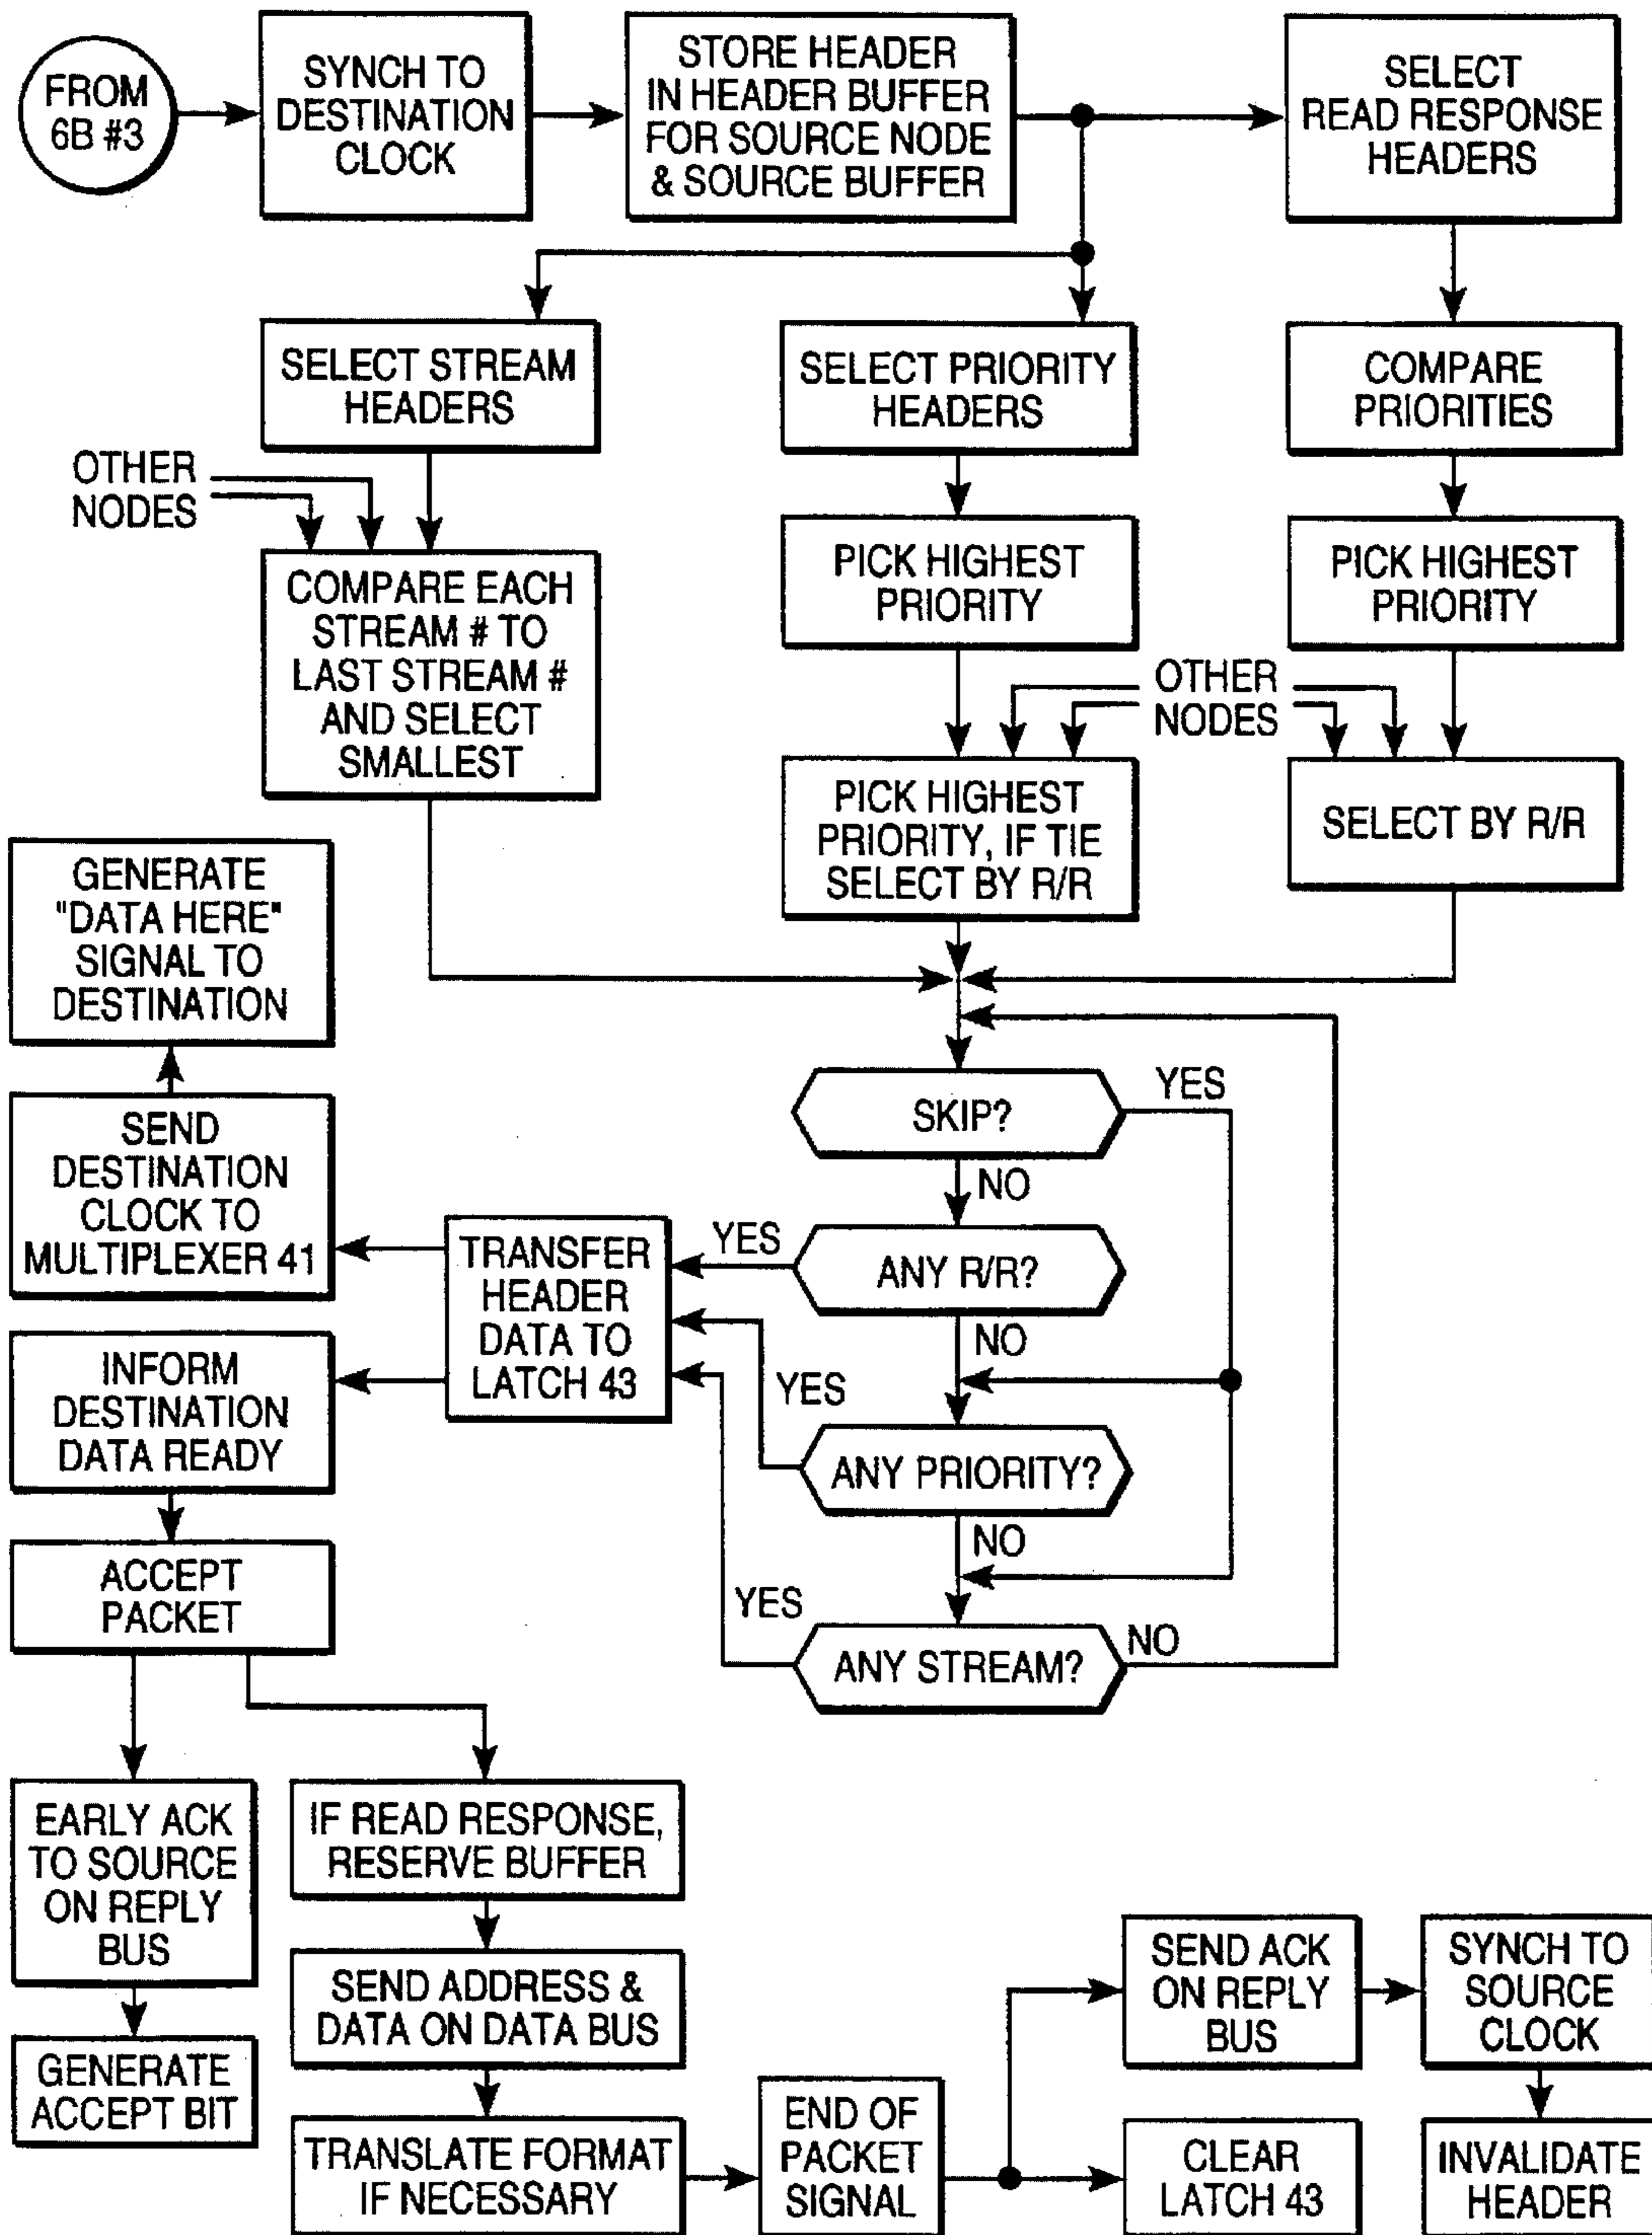 FROM
6B #3
SYNCH TO
DESTINATION
CLOCK
STORE HEADER
IN HEADER BUFFER
FOR SOURCE NODE
& SOURCE BUFFER
SELECT
READ RESPONSE
HEADERS
SELECT STREAM
HEADERS
SELECT PRIORITY
HEADERS
COMPARE
PRIORITIES
OTHER
NODES
COMPARE EACH
STREAM # TO
LAST STREAM #
AND SELECT
SMALLEST
PICK HIGHEST
PRIORITY
PICK HIGHEST
PRIORITY
OTHER
NODES
PICK HIGHEST
PRIORITY, IF TIE
SELECT BY R/R
SELECT BY R/R
GENERATE
"DATA HERE"
SIGNAL TO
DESTINATION
SEND
DESTINATION
CLOCK TO
MULTIPLEXER 41
SKIP?
YES
NO
TRANSFER
HEADER
DATA TO
LATCH 43
YES
ANY R/R?
NO
INFORM
DESTINATION
DATA READY
YES
ANY PRIORITY?
NO
ACCEPT
PACKET
YES
ANY STREAM?
NO
EARLY ACK
TO SOURCE
ON REPLY
BUS
IF READ RESPONSE,
RESERVE BUFFER
GENERATE
ACCEPT BIT
SEND ADDRESS &
DATA ON DATA BUS
TRANSLATE FORMAT
IF NECESSARY
END OF
PACKET
SIGNAL
SEND ACK
ON REPLY
BUS
SYNCH TO
SOURCE
CLOCK
CLEAR
LATCH 43
INVALIDATE
HEADER